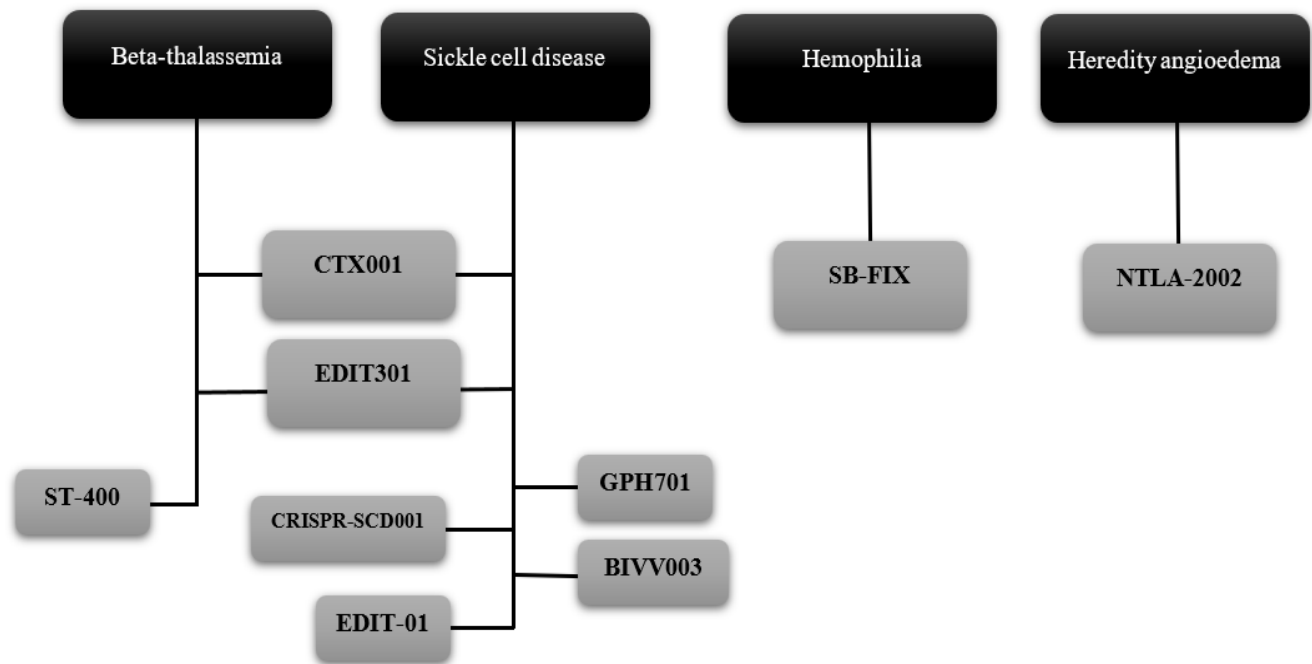 Beta-thalassemia
Sickle cell disease
Hemophilia
Heredity angioedema
CTX001
SB-FIX
NTLA-2002
EDIT301
ST-400
GPH701
CRISPR-SCD001
BIVV003
EDIT-01